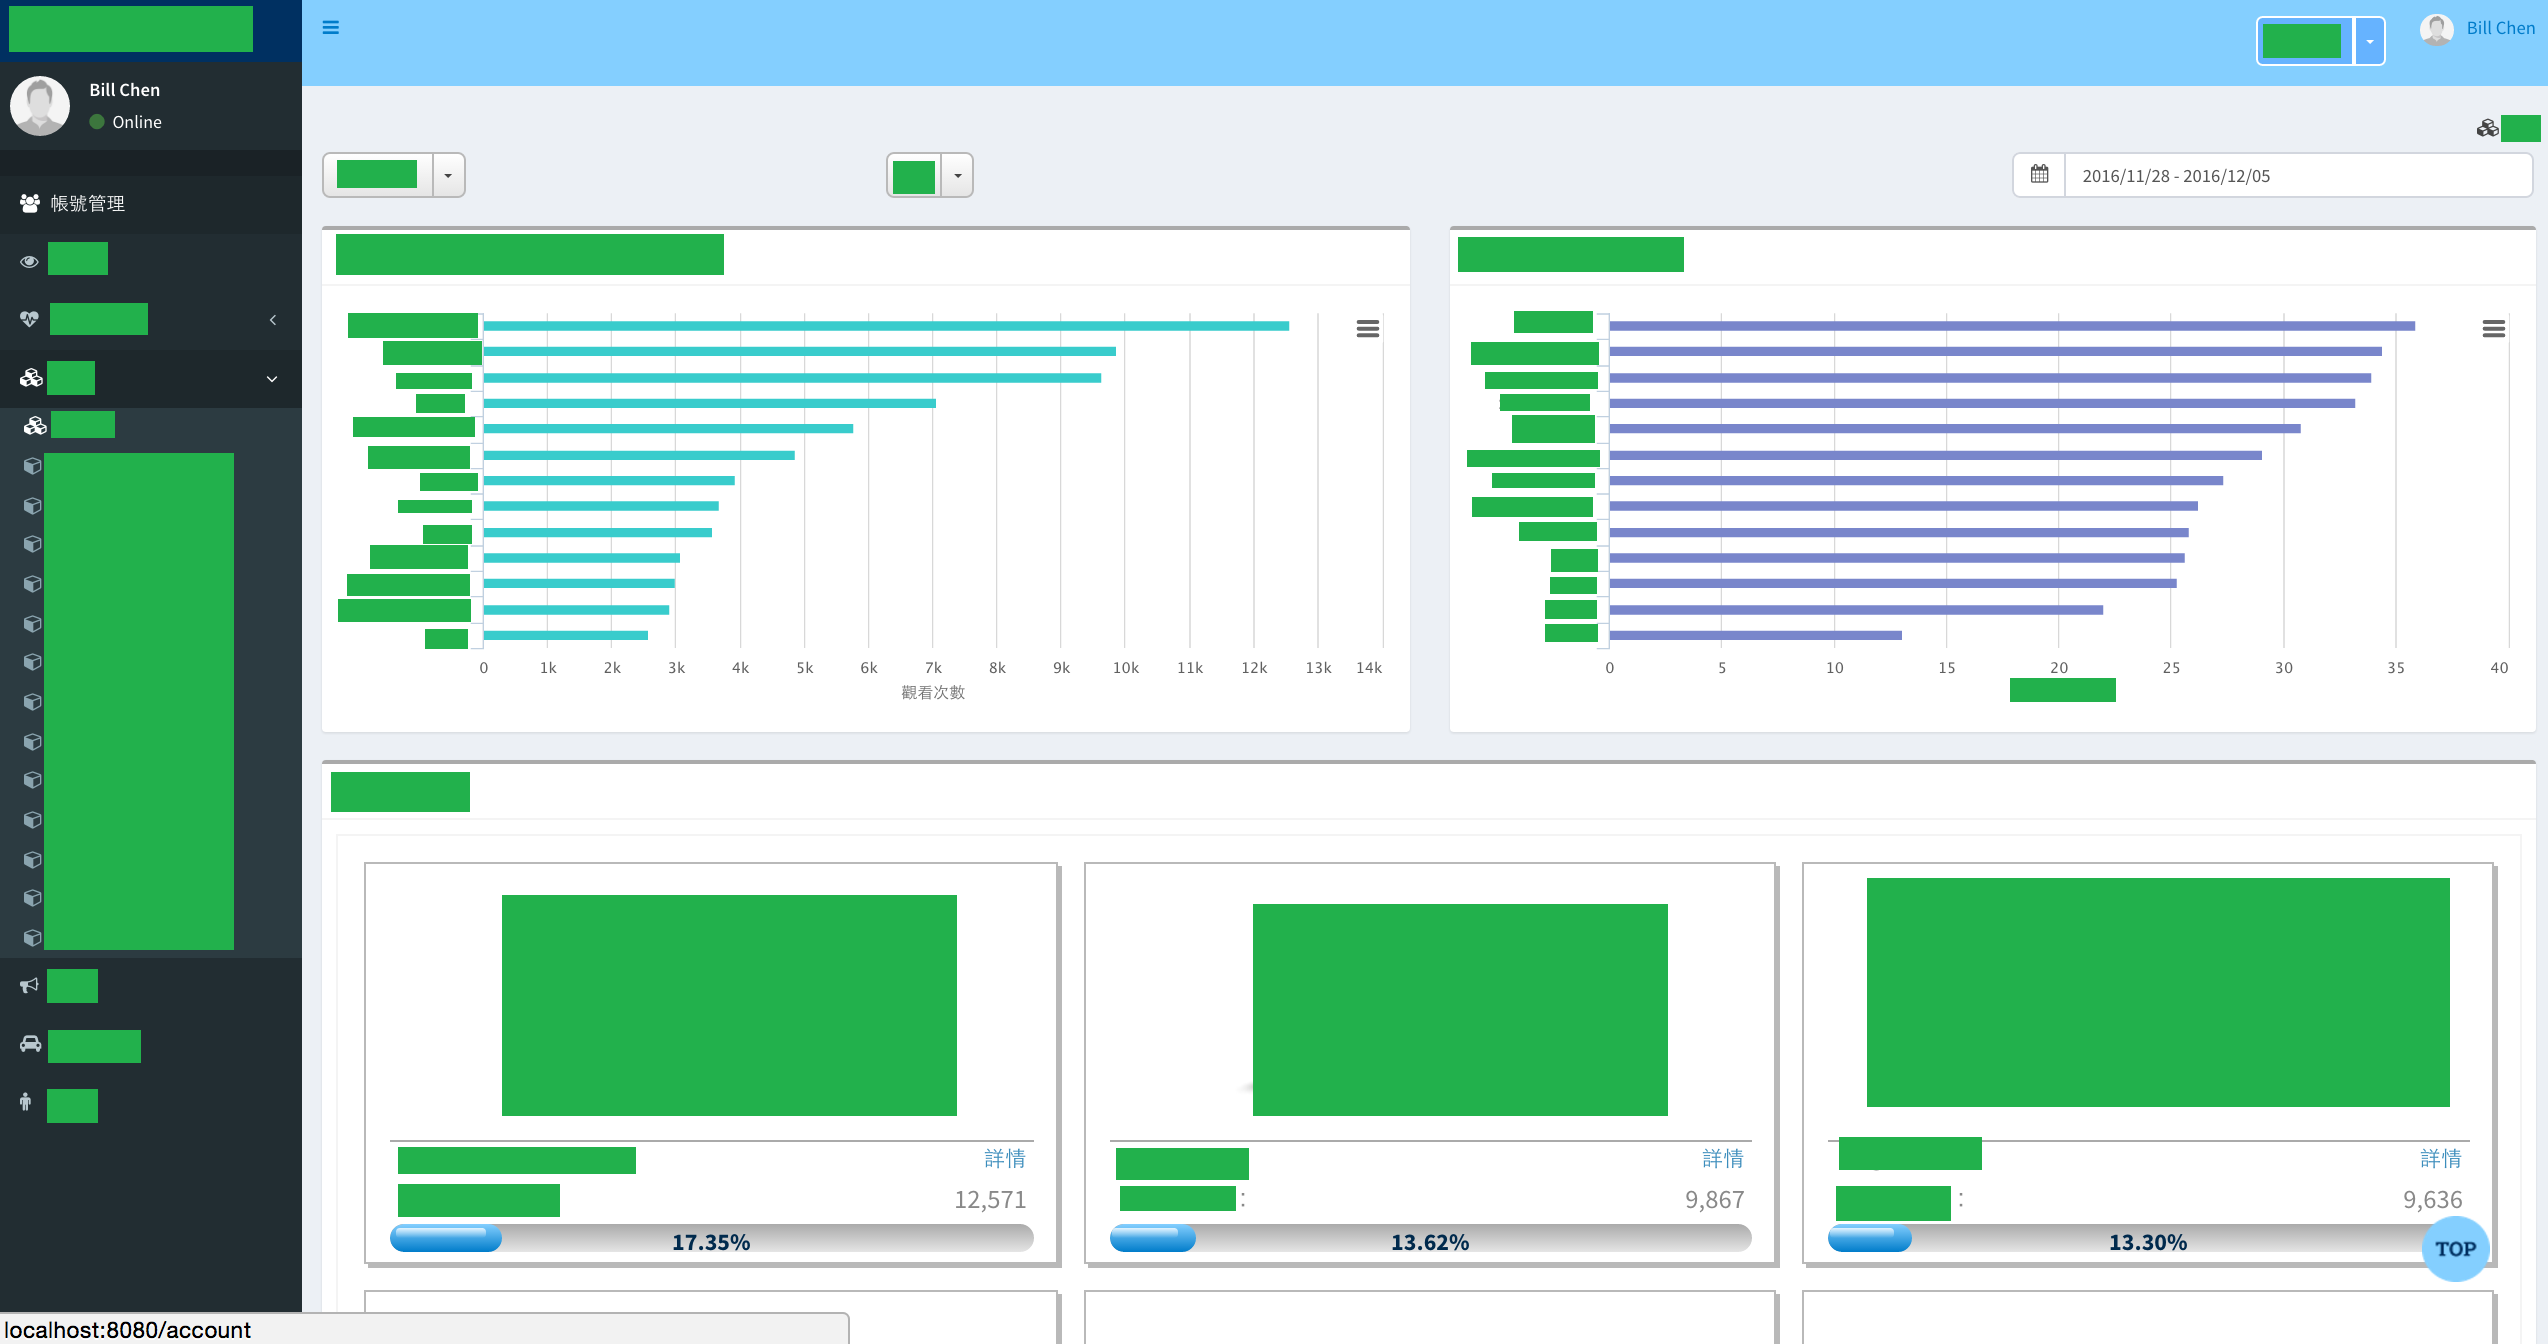 Bill Chen
Bill Chen
Online
帳號管理
2016/11/28 - 2016/12/05
0 1k 2k 3k 4k 5k 6k 7k 8k 9k 10k 11k 12k 13k 14k
觀看次數
0 5 10 15 20 25 30 35 40
詳情
12,571
17.35%
詳情
:
9,867
13.62%
詳情
:
9,636
13.30%
TOP
localhost:8080/account